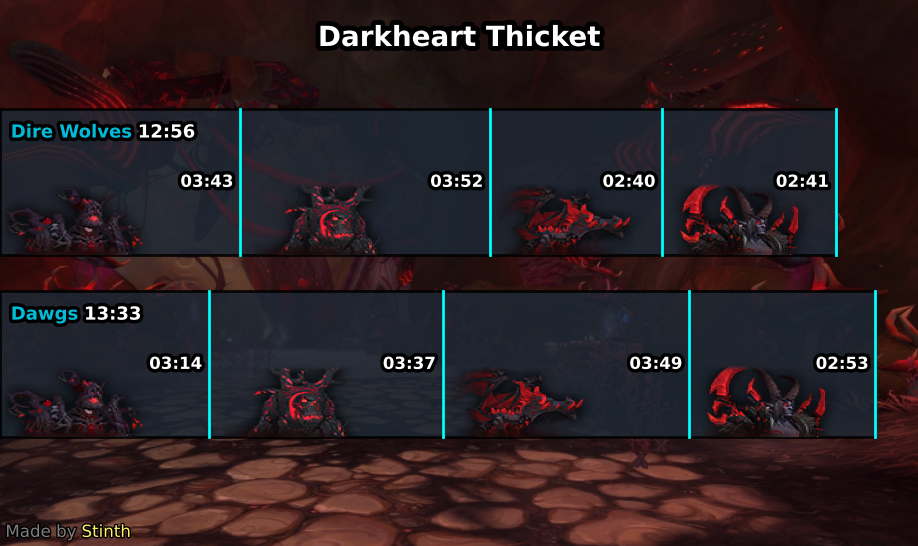 Darkheart Thicket
Dire Wolves 12:56
03:43 03:52 02:40 02:41
Dawgs 13:33
03:14 03:37 03:49 02:53
Made by Stinth